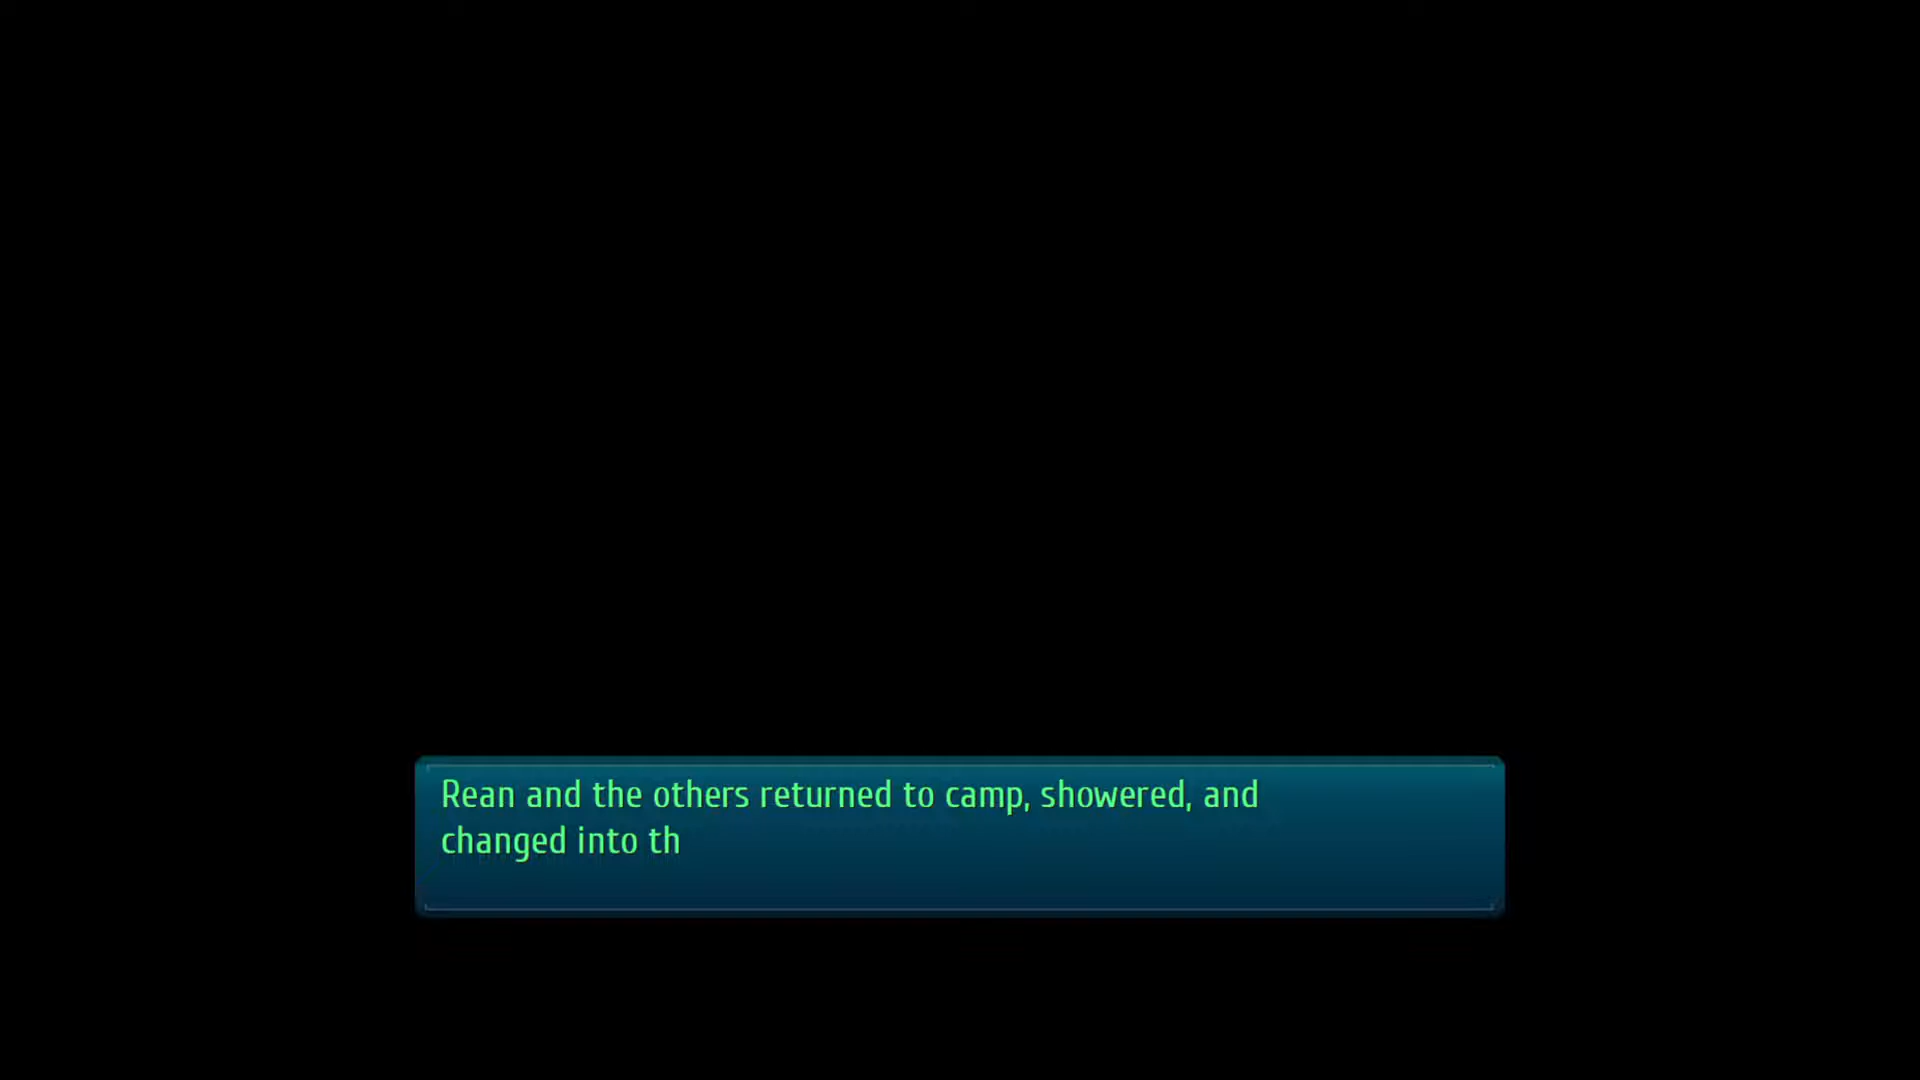 Rean and the others returned to camp, showered, and
changed into th